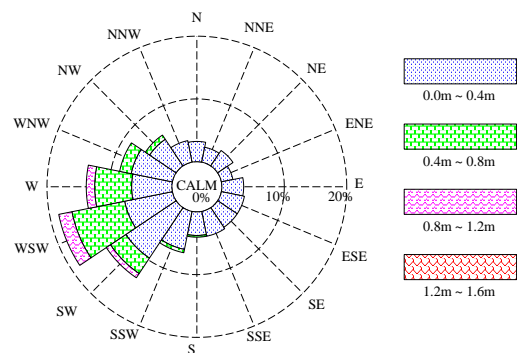 N
NNW
NNE
NW
NE
WNW
ENE
W
CALM
0%
10%
20%
E
WSW
ESE
SW
SE
SSW
SSE
S
0.0m ~ 0.4m
0.4m ~ 0.8m
0.8m ~ 1.2m
1.2m ~ 1.6m